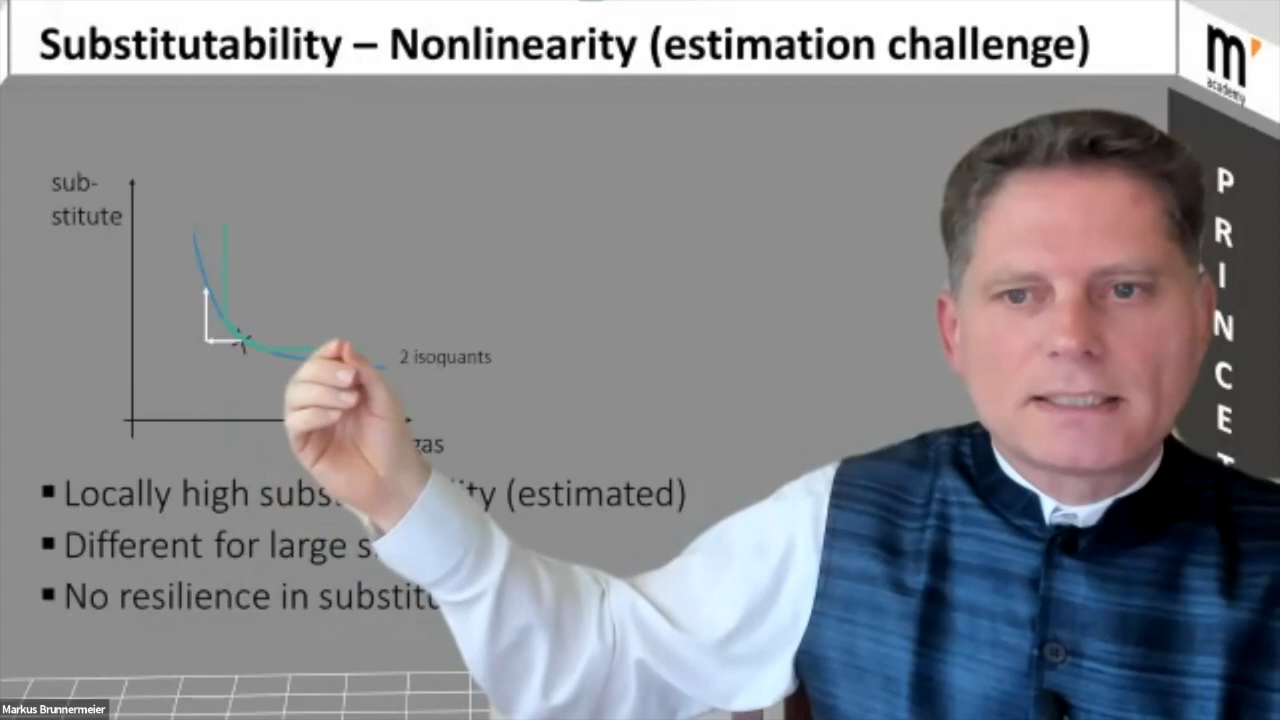 Substitutability – Nonlinearity (estimation challenge)
m'
academy
PRINCET
sub-
stitute
2 isoquants
gas
▪ Locally high subs ity (estimated)
▪ Different for large s
▪ No resilience in substitu
Markus Brunnermeier